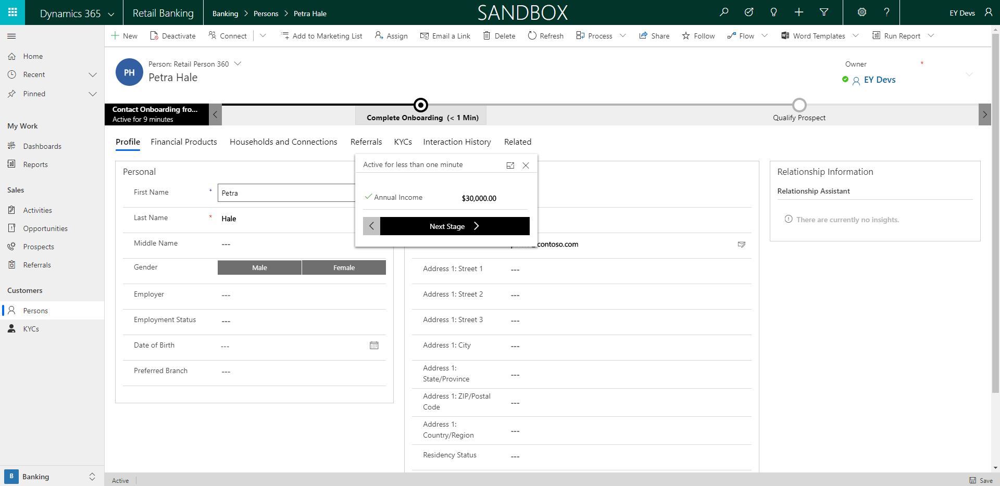 Dynamics 365
Retail Banking
Banking > Persons > Petra Hale
SANDBOX
EY Devs
New
Deactivate
Connect
Add to Marketing List
Assign
Email a Link
Delete
Refresh
Process
Share
Follow
Flow
Word Templates
Run Report
Home
Recent
Pinned
My Work
Dashboards
Reports
Sales
Activities
Opportunities
Prospects
Referrals
Customers
Persons
KYCs
B Banking
PH
Person: Retail Person 360
Petra Hale
Owner *
EY Devs
Contact Onboarding fro...
Active for 9 minutes
Complete Onboarding (< 1 Min)
Qualify Prospect
Profile
Financial Products
Households and Connections
Referrals
KYCs
Interaction History
Related
Personal
First Name + Petra
Last Name * Hale
Middle Name ---
Gender Male Female
Employer ---
Employment Status ---
Date of Birth ---
Preferred Branch ---
Active for less than one minute
Annual Income $30,000.00
Next Stage
contoso.com
Address 1: Street 1 ---
Address 1: Street 2 ---
Address 1: Street 3 ---
Address 1: City ---
Address 1:
State/Province ---
Address 1: ZIP/Postal
Code ---
Address 1:
Country/Region ---
Residency Status ---
Relationship Information
Relationship Assistant
There are currently no insights.
Active
Save